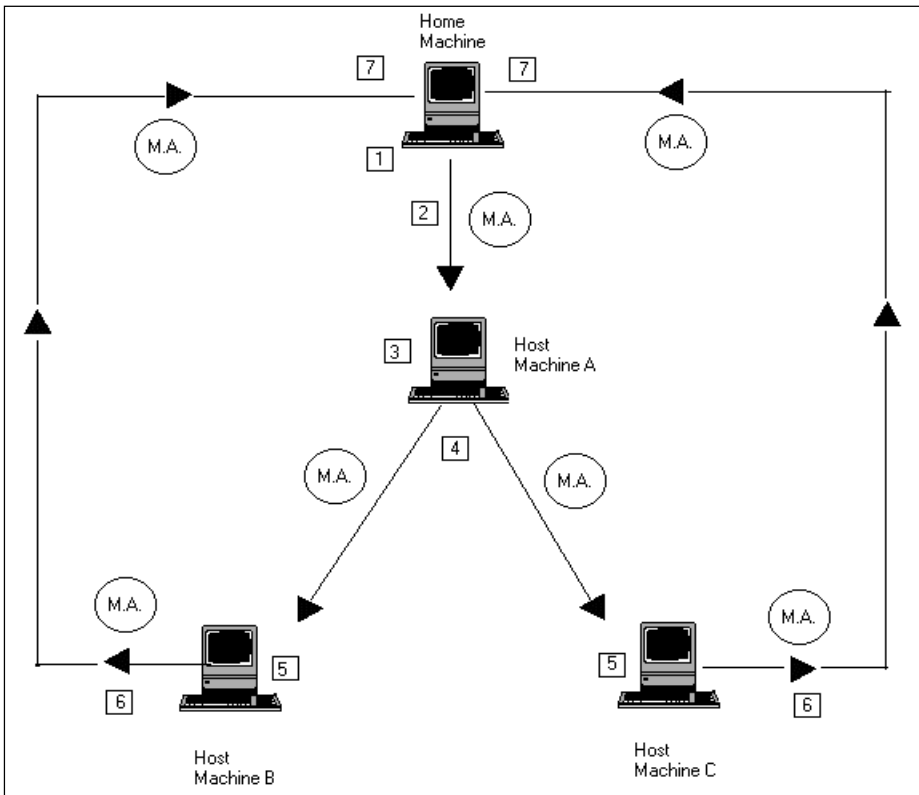 Home
Machine
7
7
M.A.
M.A.
1
2
M.A.
3
Host
Machine A
4
M.A.
M.A.
M.A.
M.A.
5
5
6
6
Host
Machine B
Host
Machine C